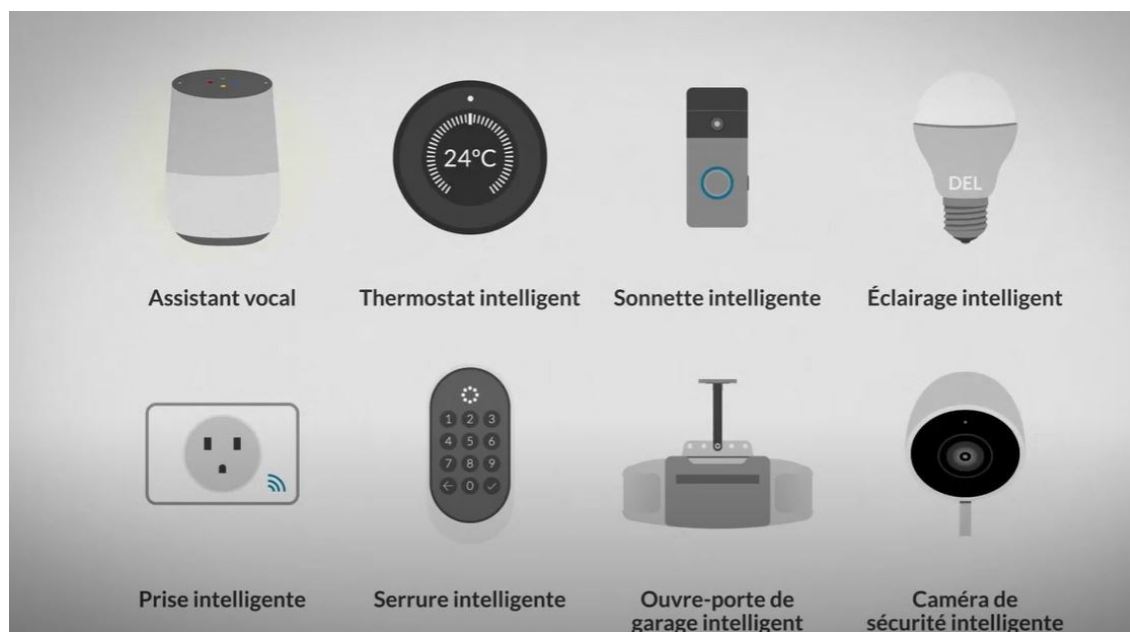 24°C
DEL
Assistant vocal
Thermostat intelligent
Sonnette intelligente
Éclairage intelligent
1 2 3
4 5 6
7 8 9
0
Prise intelligente
Serrure intelligente
Ouvre-porte de
garage intelligent
Caméra de
sécurité intelligente